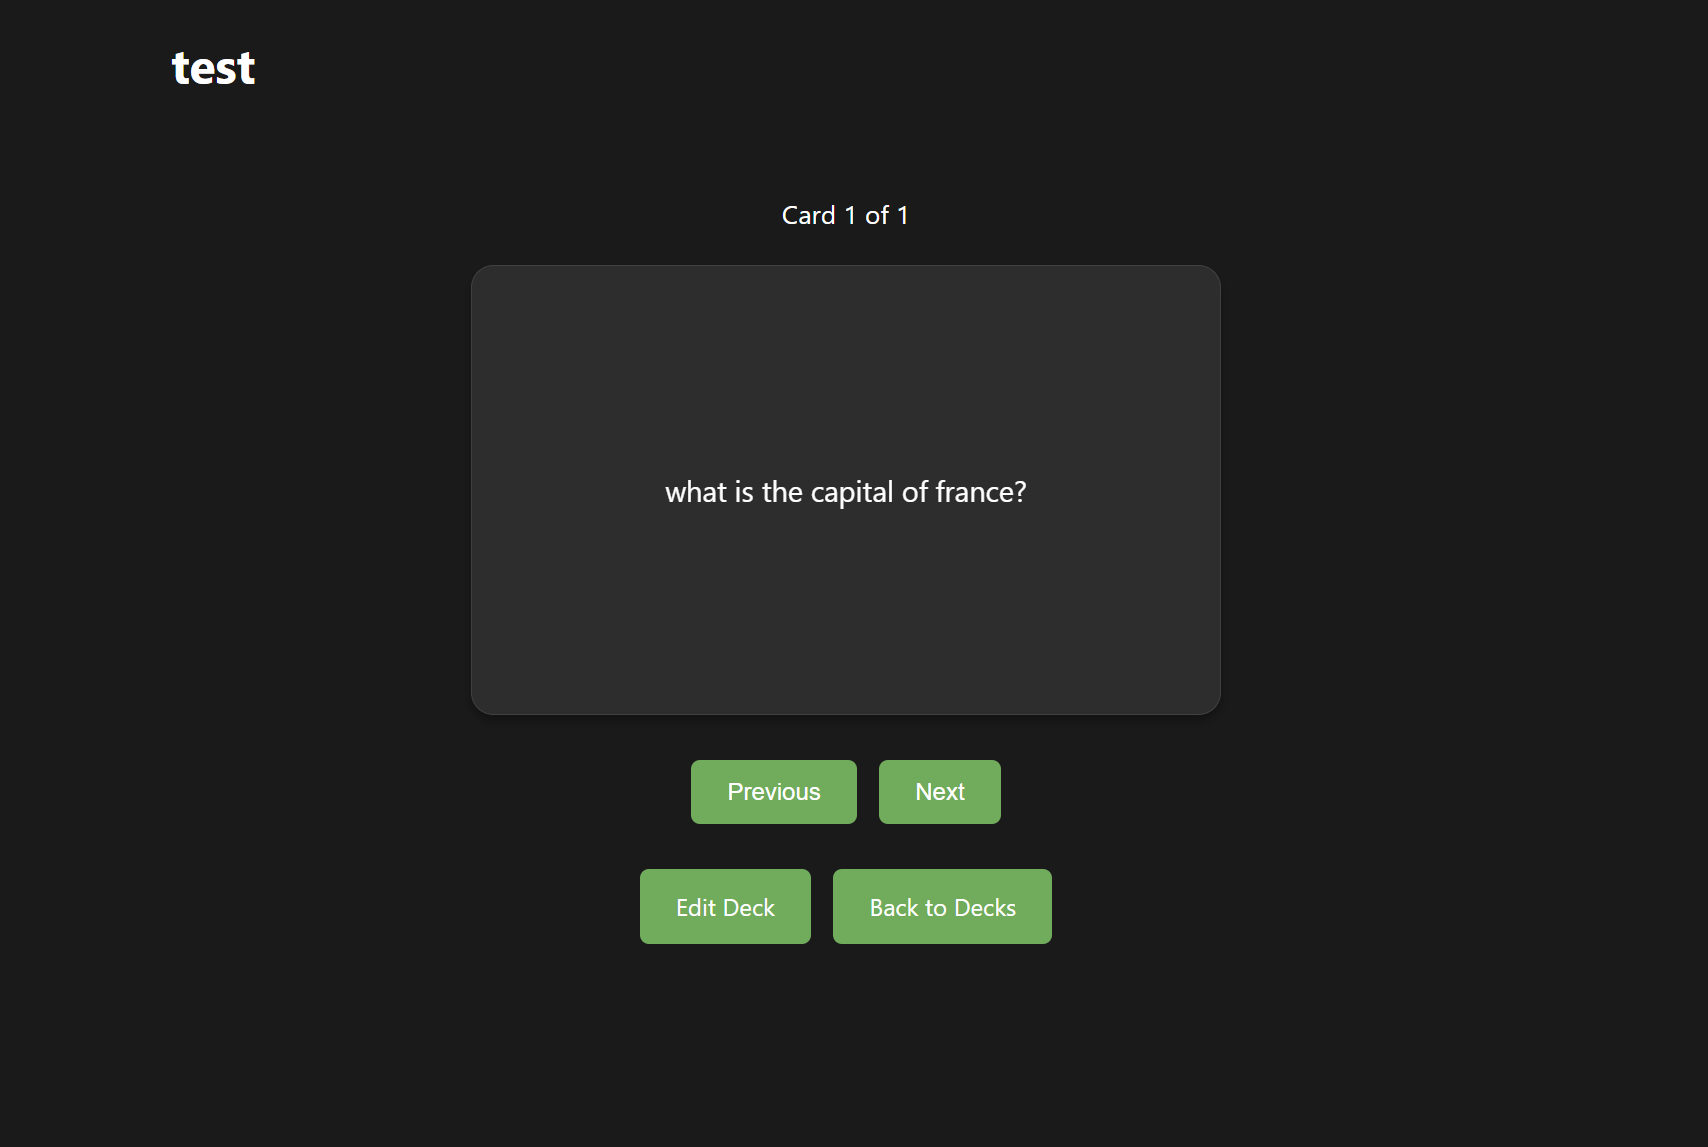 test
Card 1 of 1
what is the capital of france?
Previous
Next
Edit Deck
Back to Decks